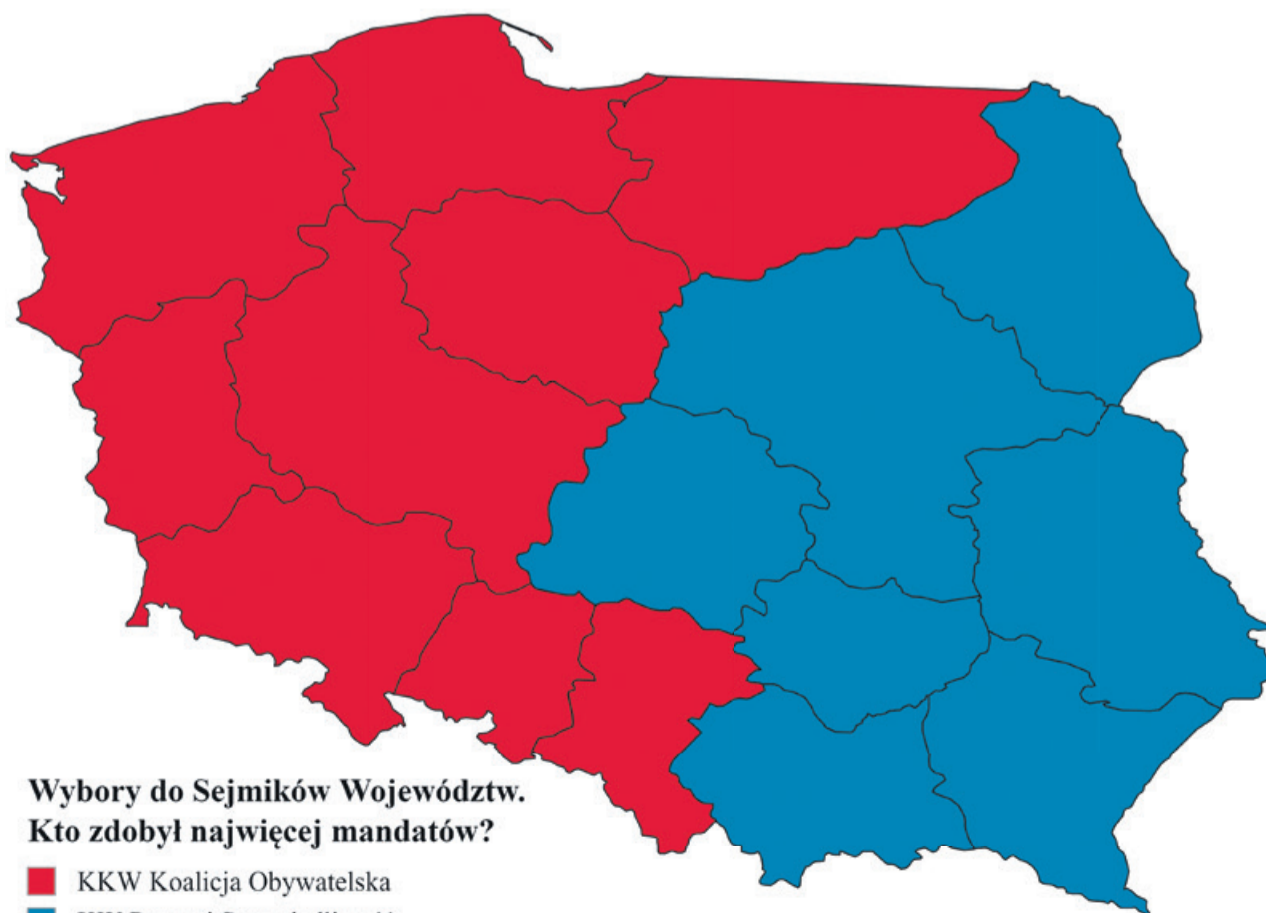 Wybory do Sejmików Województw.
Kto zdobył najwięcej mandatów?
KKW Koalicja Obywatelska